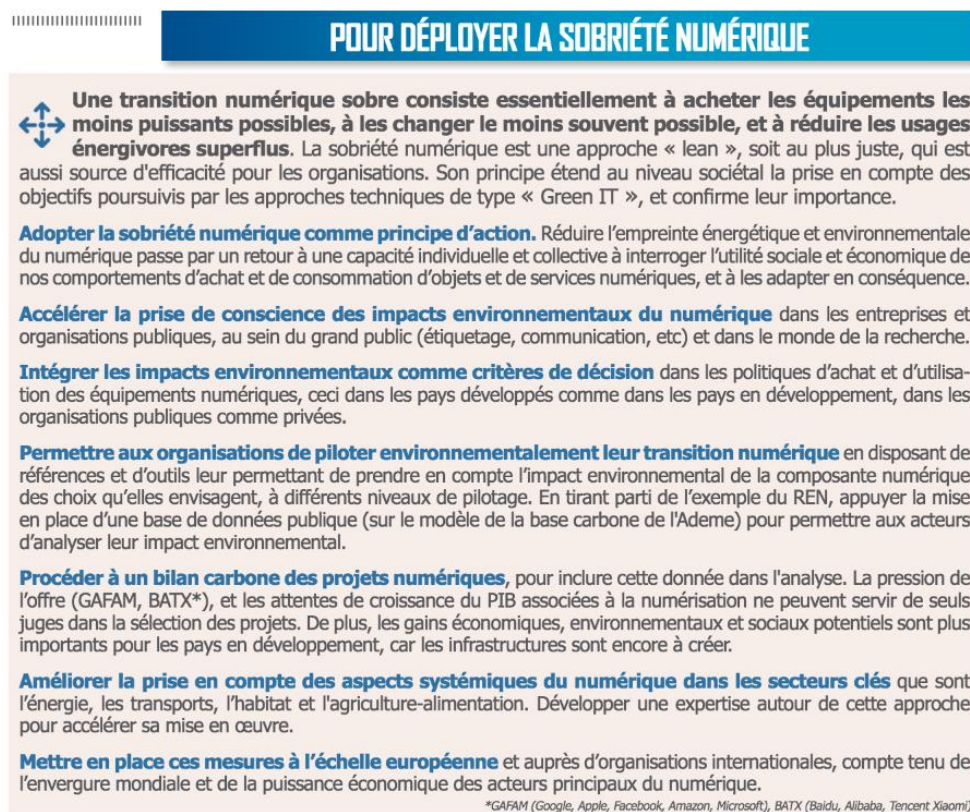 POUR DÉPLOYER LA SOBRIÉTÉ NUMÉRIQUE
Une transition numérique sobre consiste essentiellement à acheter les équipements les
moins puissants possibles, à les changer le moins souvent possible, et à réduire les usages
énergivores superflus. La sobriété numérique est une approche « lean », soit au plus juste, qui est
aussi source d'efficacité pour les organisations. Son principe étend au niveau sociétal la prise en compte des
objectifs poursuivis par les approches techniques de type « Green IT », et confirme leur importance.
Adopter la sobriété numérique comme principe d'action. Réduire l'empreinte énergétique et environnementale
du numérique passe par un retour à une capacité individuelle et collective à interroger l'utilité sociale et économique de
nos comportements d'achat et de consommation d'objets et de services numériques, et à les adapter en conséquence.
Accélérer la prise de conscience des impacts environnementaux du numérique dans les entreprises et
organisations publiques, au sein du grand public (étiquetage, communication, etc) et dans le monde de la recherche.
Intégrer les impacts environnementaux comme critères de décision dans les politiques d'achat et d'utilisa-
tion des équipements numériques, ceci dans les pays développés comme dans les pays en développement, dans les
organisations publiques comme privées.
Permettre aux organisations de piloter environnementalement leur transition numérique en disposant de
références et d'outils leur permettant de prendre en compte l'impact environnemental de la composante numérique
des choix qu'elles envisagent, à différents niveaux de pilotage. En tirant parti de l'exemple du REN, appuyer la mise
en place d'une base de données publique (sur le modèle de la base carbone de l'Ademe) pour permettre aux acteurs
d'analyser leur impact environnemental.
Procéder à un bilan carbone des projets numériques, pour inclure cette donnée dans l'analyse. La pression de
l'offre (GAFAM, BATX*), et les attentes de croissance du PIB associées à la numérisation ne peuvent servir de seuls
juges dans la sélection des projets. De plus, les gains économiques, environnementaux et sociaux potentiels sont plus
importants pour les pays en développement, car les infrastructures sont encore à créer.
Améliorer la prise en compte des aspects systémiques du numérique dans les secteurs clés que sont
l'énergie, les transports, l'habitat et l'agriculture-alimentation. Développer une expertise autour de cette approche
pour accélérer sa mise en œuvre.
Mettre en place ces mesures à l'échelle européenne et auprès d'organisations internationales, compte tenu de
l'envergure mondiale et de la puissance économique des acteurs principaux du numérique.
*GAFAM (Google, Apple, Facebook, Amazon, Microsoft), BATX (Baidu, Alibaba, Tencent Xiaomi)